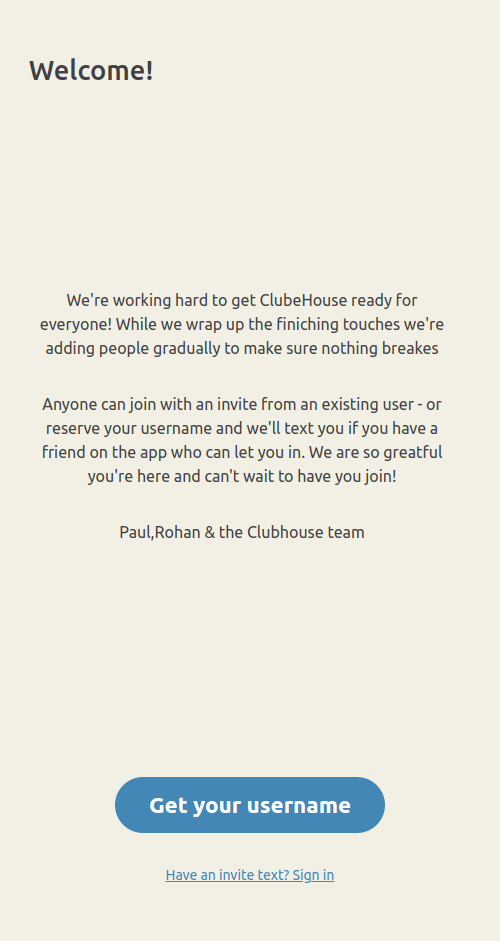 Welcome!
We're working hard to get ClubeHouse ready for
everyone! While we wrap up the finiching touches we're
adding people gradually to make sure nothing breakes
Anyone can join with an invite from an existing user - or
reserve your username and we'll text you if you have a
friend on the app who can let you in. We are so greatful
you're here and can't wait to have you join!
Paul,Rohan & the Clubhouse team
Get your username
Have an invite text? Sign in